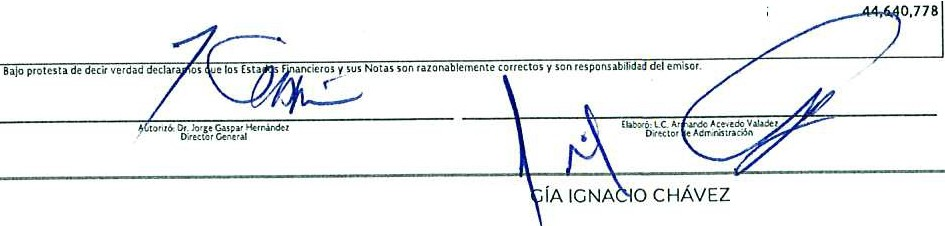 44,640,778
Bajo protesta de decir verdad declaramos que los Estados Financieros y sus Notas son razonablemente correctos y son responsabilidad del emisor.
Autorizó: Dr. Jorge Gaspar Hernández
Director General
Elaboró: L.C. Armando Acevedo Valadez
Director de Administración
GÍA IGNACIO CHÁVEZ